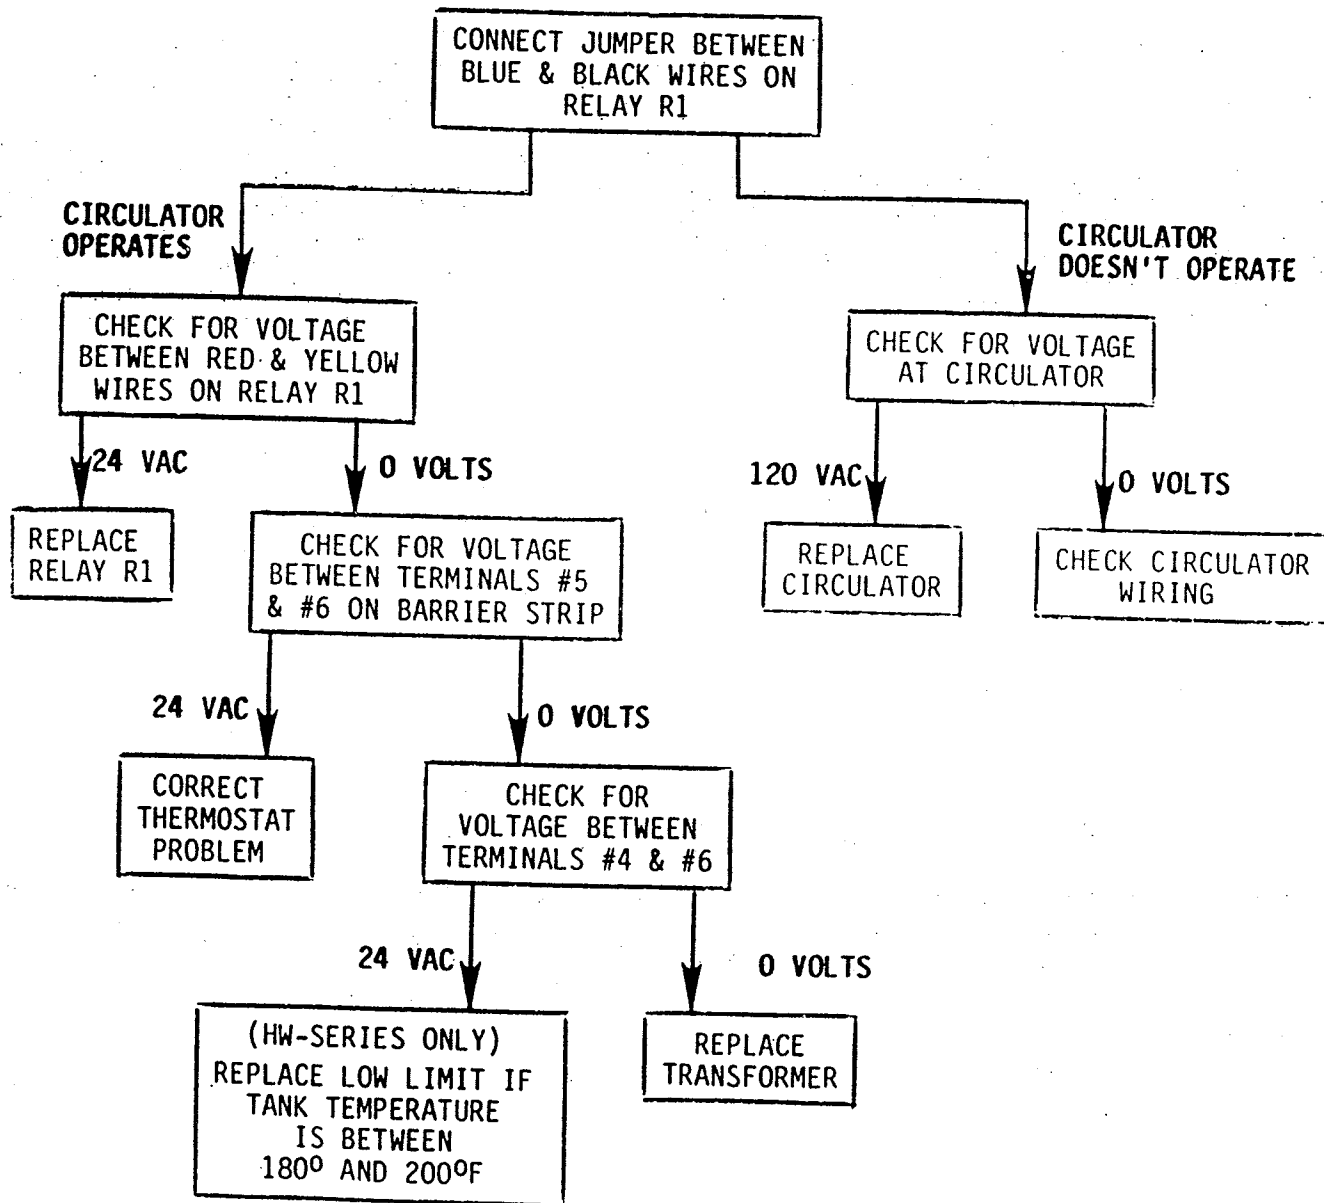 CONNECT JUMPER BETWEEN
BLUE & BLACK WIRES ON
RELAY R1
CIRCULATOR
OPERATES
CIRCULATOR
DOESN'T OPERATE
CHECK FOR VOLTAGE
BETWEEN RED & YELLOW
WIRES ON RELAY R1
CHECK FOR VOLTAGE
AT CIRCULATOR
24 VAC
0 VOLTS
120 VAC
0 VOLTS
REPLACE
RELAY R1
CHECK FOR VOLTAGE
BETWEEN TERMINALS #5
& #6 ON BARRIER STRIP
REPLACE
CIRCULATOR
CHECK CIRCULATOR
WIRING
24 VAC
0 VOLTS
CORRECT
THERMOSTAT
PROBLEM
CHECK FOR
VOLTAGE BETWEEN
TERMINALS #4 & #6
24 VAC
0 VOLTS
(HW-SERIES ONLY)
REPLACE LOW LIMIT IF
TANK TEMPERATURE
IS BETWEEN
180º AND 200ºF
REPLACE
TRANSFORMER